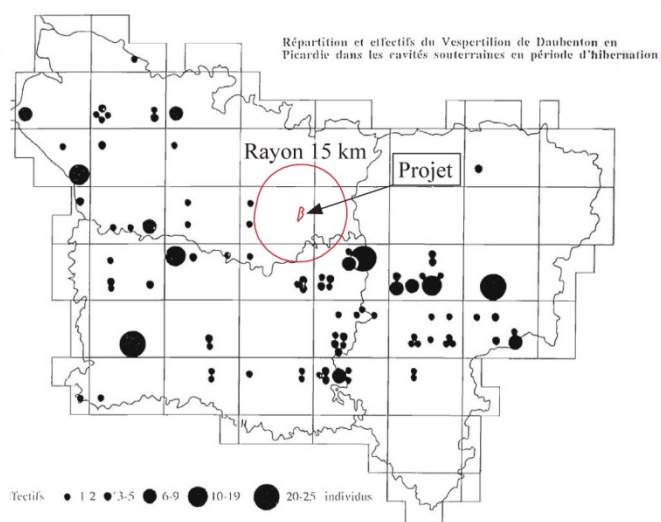 Répartition et effectifs du Vespertilion de Daubenton en
Picardie dans les cavités souterraines en période d'hibernation
Rayon 15 km
Projet
ffectifs 1 2 3-5 6-9 10-19 20-25 individus